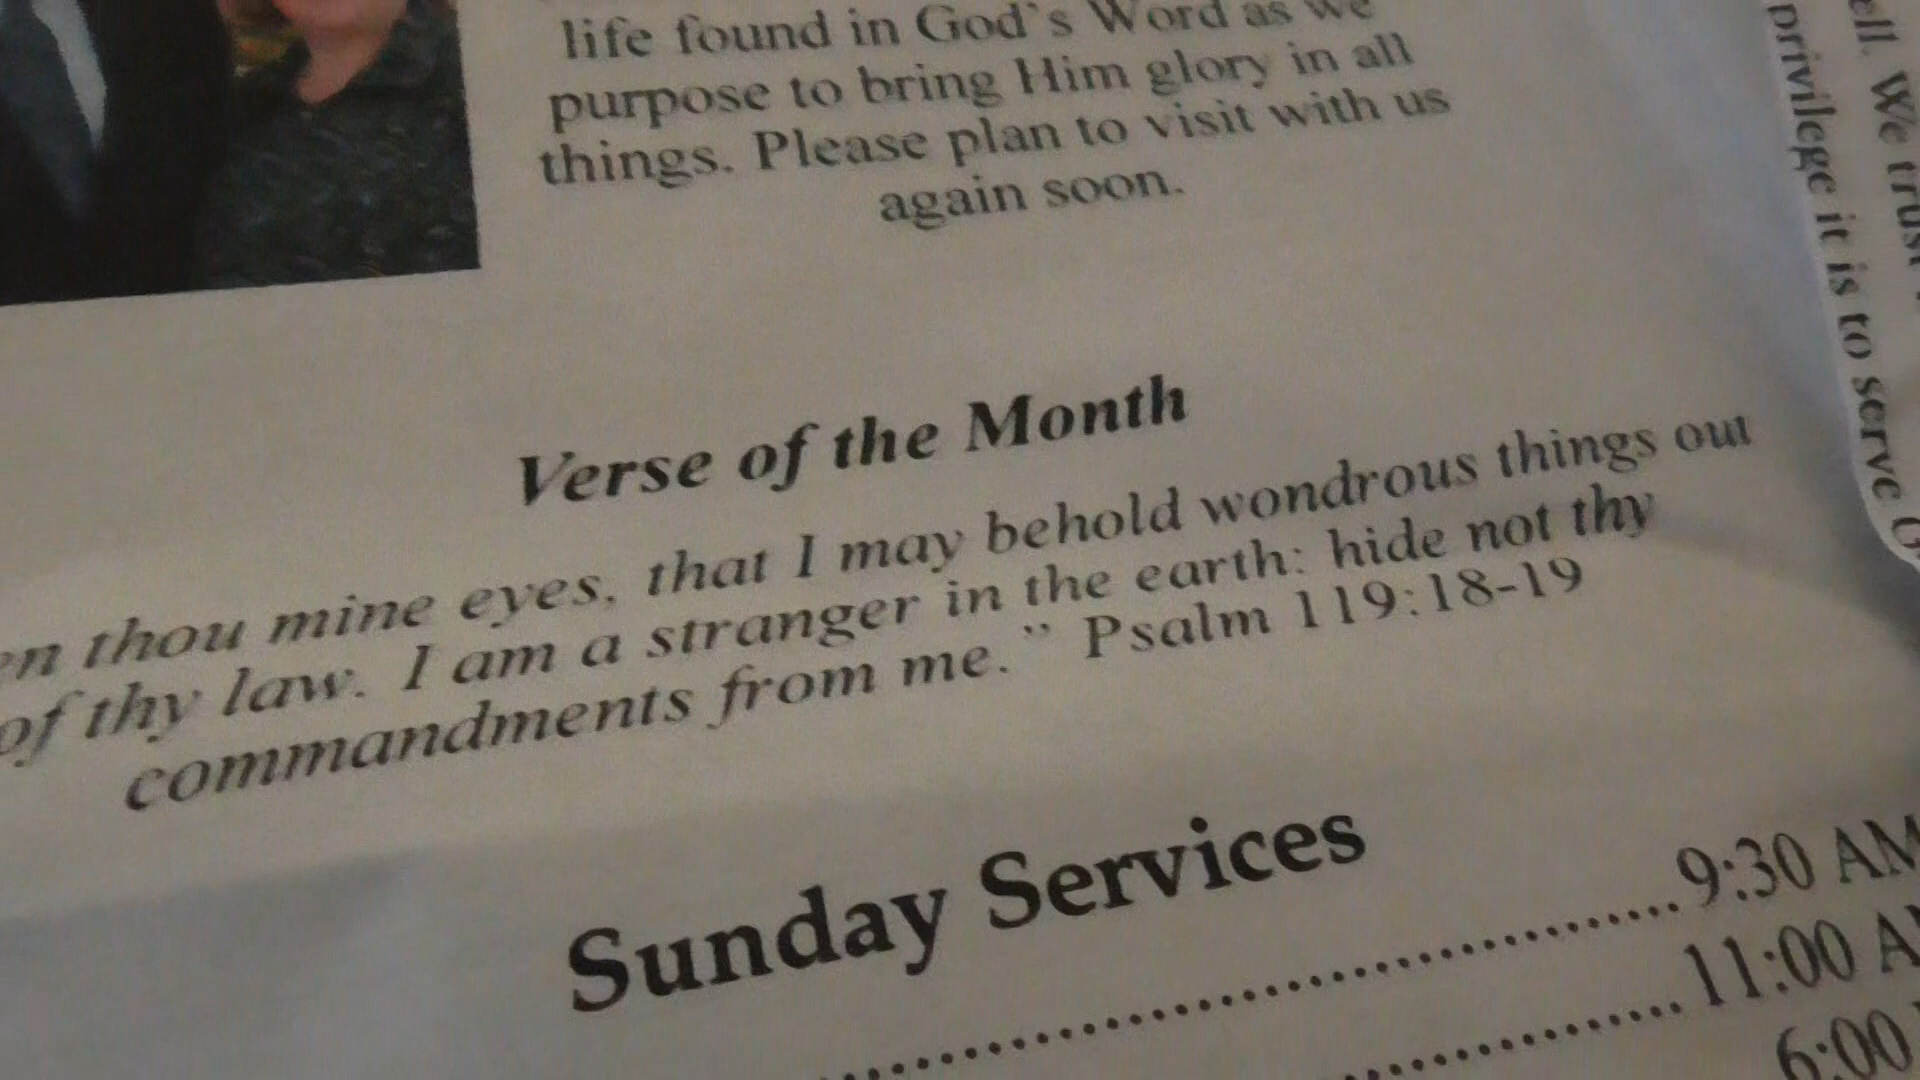 life found in God's Word as we
purpose to bring Him glory in all
things. Please plan to visit with us
again soon.
Verse of the Month
en thou mine eyes, that I may behold wondrous things out
of thy law. I am a stranger in the earth: hide not thy
commandments from me." Psalm 119:18-19
Sunday Services
9:30 AM
11:00 A
6:00
ell. We trust
privilege it is to serve G